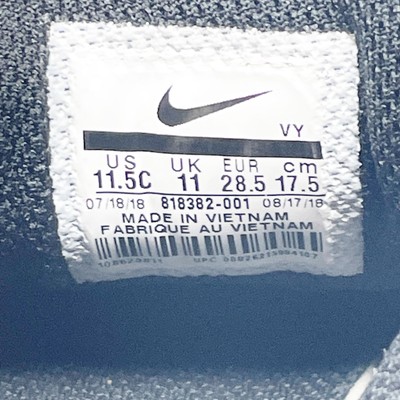 VY
US UK EUR cm
11.5C 11 28.5 17.5
07/18/18 818382-001 08/17/18
MADE IN VIETNAM
FABRIQUE AU VIETNAM
UPC